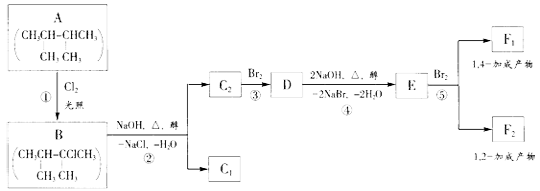 A
(CH₃CH-CHCH₃
CH₃ CH₃)
① Cl₂
光照
B
(CH₃CH-CClCH₃
CH₃ CH₃)
NaOH, △, 醇
-NaCl, -H₂O
②
C₂
C₁
Br₂
③
D
2NaOH, △, 醇
-2NaBr, -2H₂O
④
E
Br₂
⑤
F₁
1,4-加成产物
F₂
1,2-加成产物